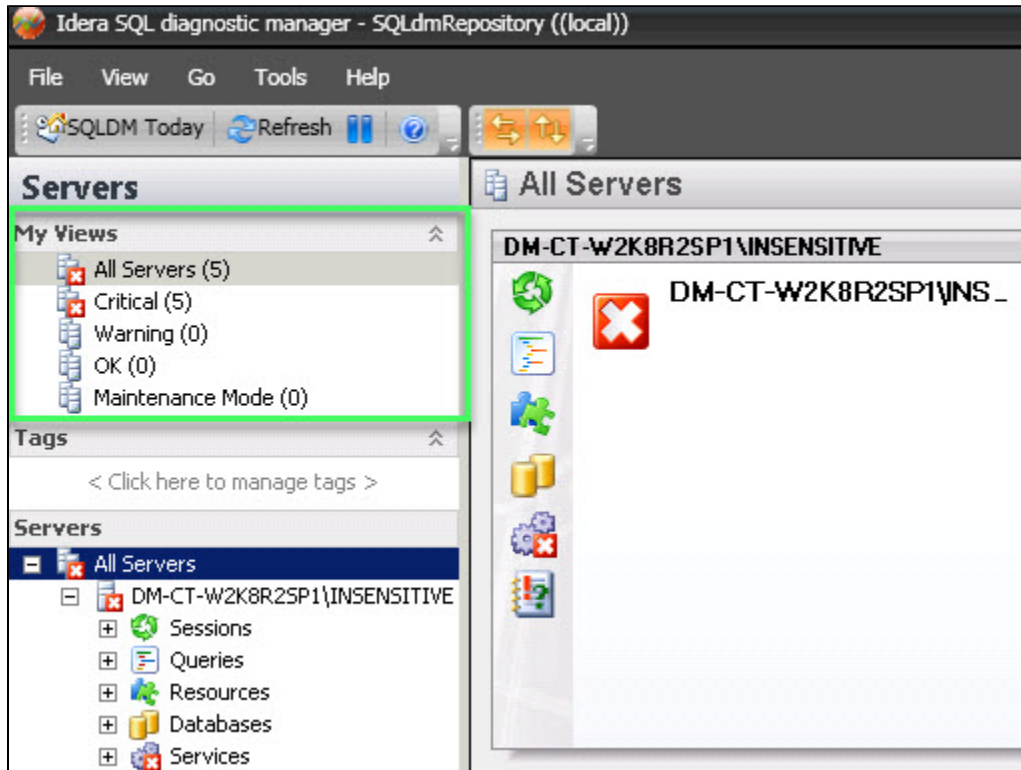 Idera SQL diagnostic manager - SQLdmRepository ((local))
File View Go Tools Help
SQLDM Today Refresh
Servers
All Servers
My Views
All Servers (5)
Critical (5)
Warning (0)
OK (0)
Maintenance Mode (0)
Tags
< Click here to manage tags >
Servers
All Servers
DM-CT-W2K8R2SP1\INSENSITIVE
Sessions
Queries
Resources
Databases
Services
DM-CT-W2K8R2SP1\INSENSITIVE
DM-CT-W2K8R2SP1\INS...